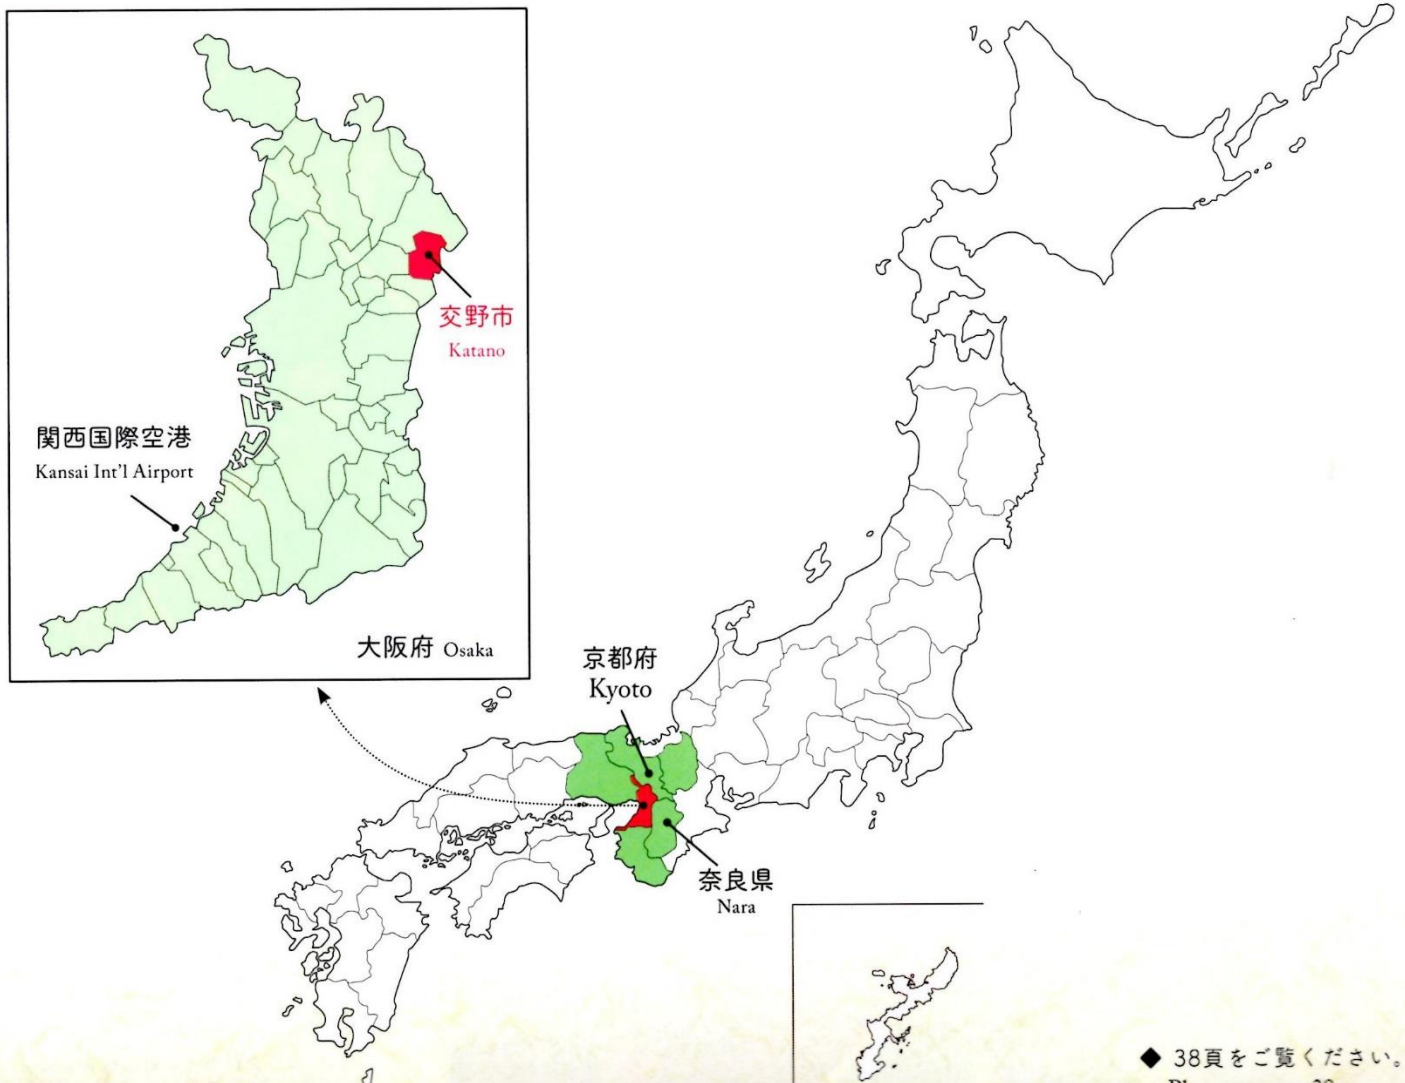 交野市
Katano
関西国際空港
Kansai Int'l Airport
大阪府 Osaka
京都府
Kyoto
奈良県
Nara
◆ 38頁をご覧ください。